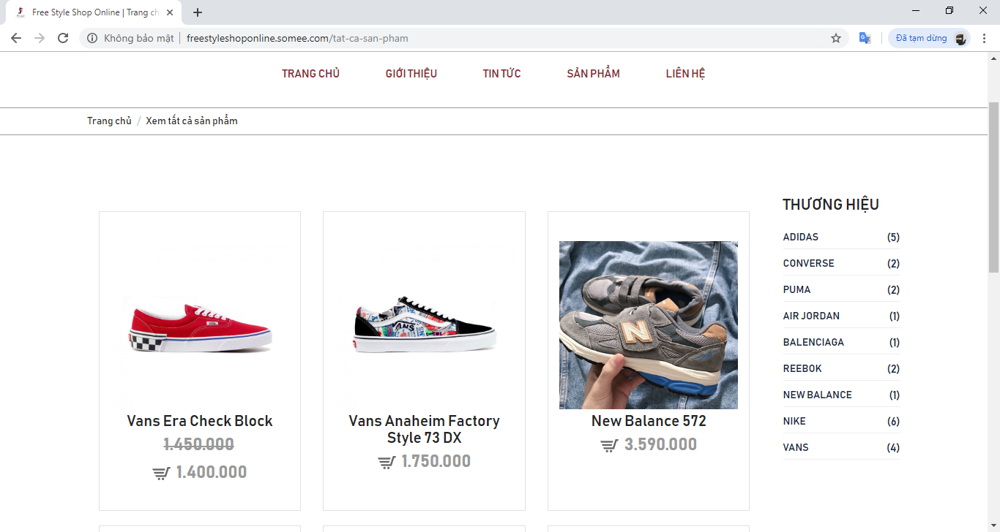 Free Style Shop Online | Trang ch
Không bảo mật
freestyleshoponline.somee.com/tat-ca-san-pham
Đã tạm dừng
TRANG CHỦ
GIỚI THIỆU
TIN TỨC
SẢN PHẨM
LIÊN HỆ
Trang chủ / Xem tất cả sản phẩm
VANS
N
Vans Era Check Block
1.450.000
1.400.000
Vans Anaheim Factory
Style 73 DX
1.750.000
New Balance 572
3.590.000
THƯƠNG HIỆU
ADIDAS (5)
CONVERSE (2)
PUMA (2)
AIR JORDAN (1)
BALENCIAGA (1)
REEBOK (2)
NEW BALANCE (1)
NIKE (6)
VANS (4)